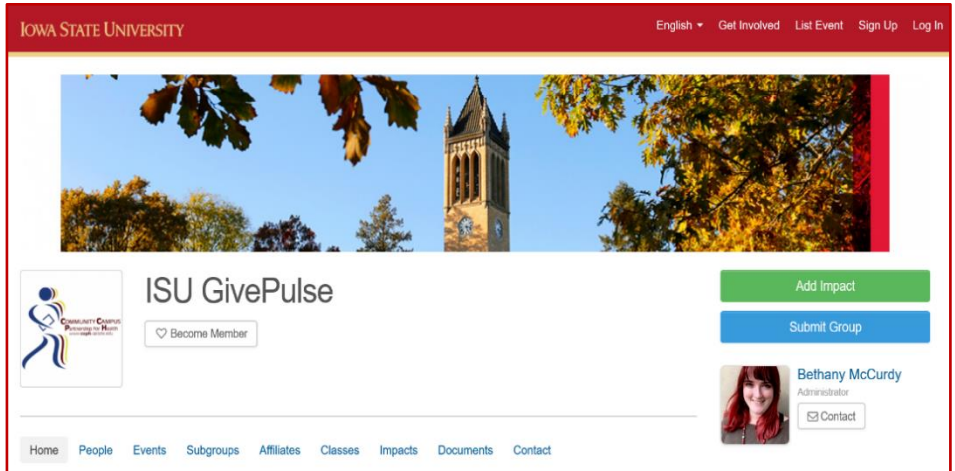 IOWA STATE UNIVERSITY
English Get Involved List Event Sign Up Log In
COMMUNITY CAMPUS
Partnership for Health
ISU GivePulse
Become Member
Add Impact
Submit Group
Bethany McCurdy
Administrator
Contact
Home People Events Subgroups Affiliates Classes Impacts Documents Contact